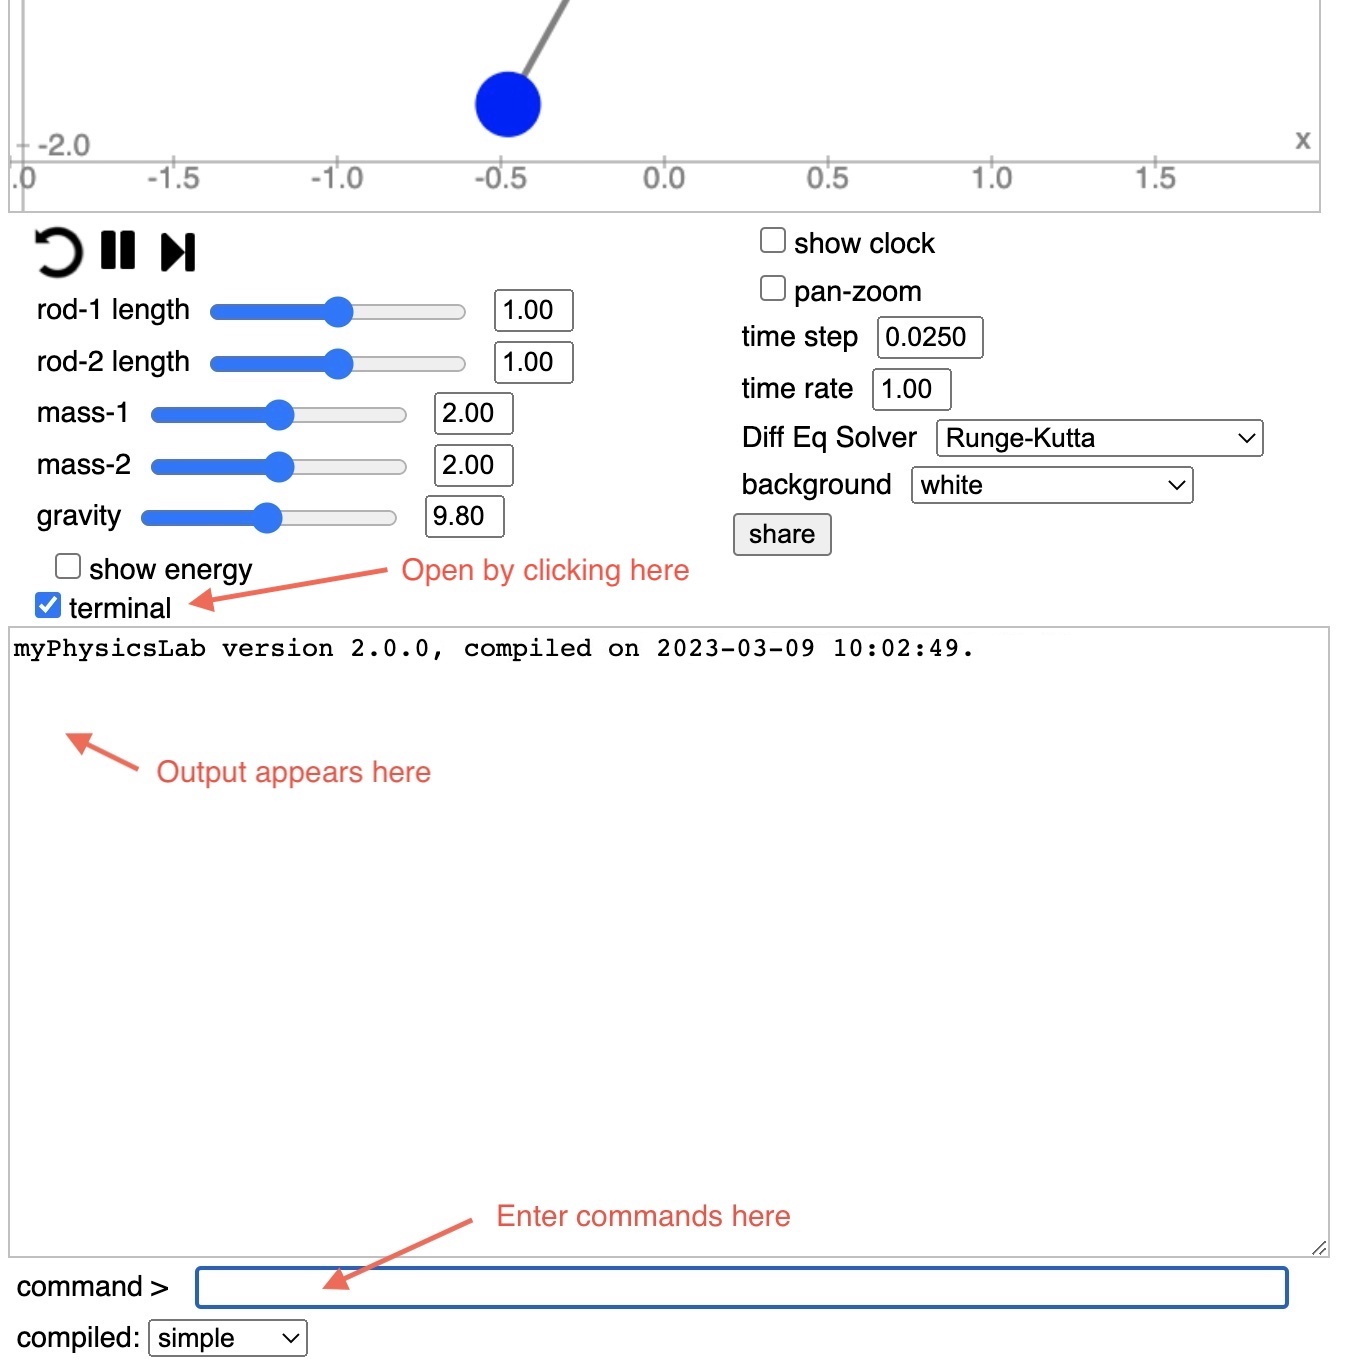 -2.0
x
.0 -1.5 -1.0 -0.5 0.0 0.5 1.0 1.5
show clock
pan-zoom
rod-1 length 1.00
time step 0.0250
rod-2 length 1.00
time rate 1.00
mass-1 2.00
Diff Eq Solver Runge-Kutta
mass-2 2.00
background white
gravity 9.80
share
show energy
Open by clicking here
terminal
myPhysicsLab version 2.0.0, compiled on 2023-03-09 10:02:49.
Output appears here
Enter commands here
command >
compiled: simple